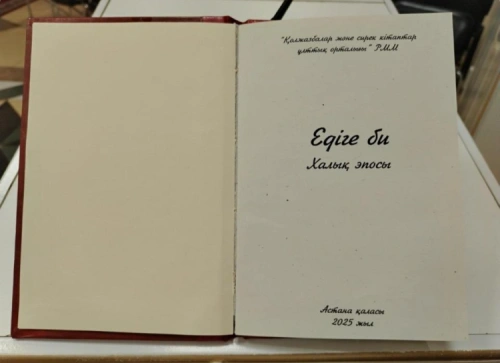 "Қолжазбалар және сирек кітаптар
ұлттық орталығы" РММ
Едіге би
Халық эпосы
Астана қаласы
2025 жыл